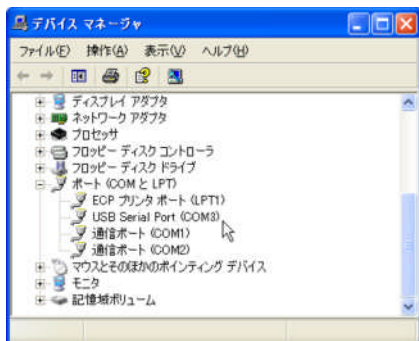 デバイス マネージャ
ファイル(F) 操作(A) 表示(V) ヘルプ(H)
ディスプレイ アダプタ
ネットワーク アダプタ
プロセッサ
フロッピー ディスク コントローラ
フロッピー ディスク ドライブ
ポート (COM と LPT)
ECP プリンタ ポート (LPT1)
USB Serial Port (COM3)
通信ポート (COM1)
通信ポート (COM2)
マウスとそのほかのポインティング デバイス
モニタ
記憶域ボリューム